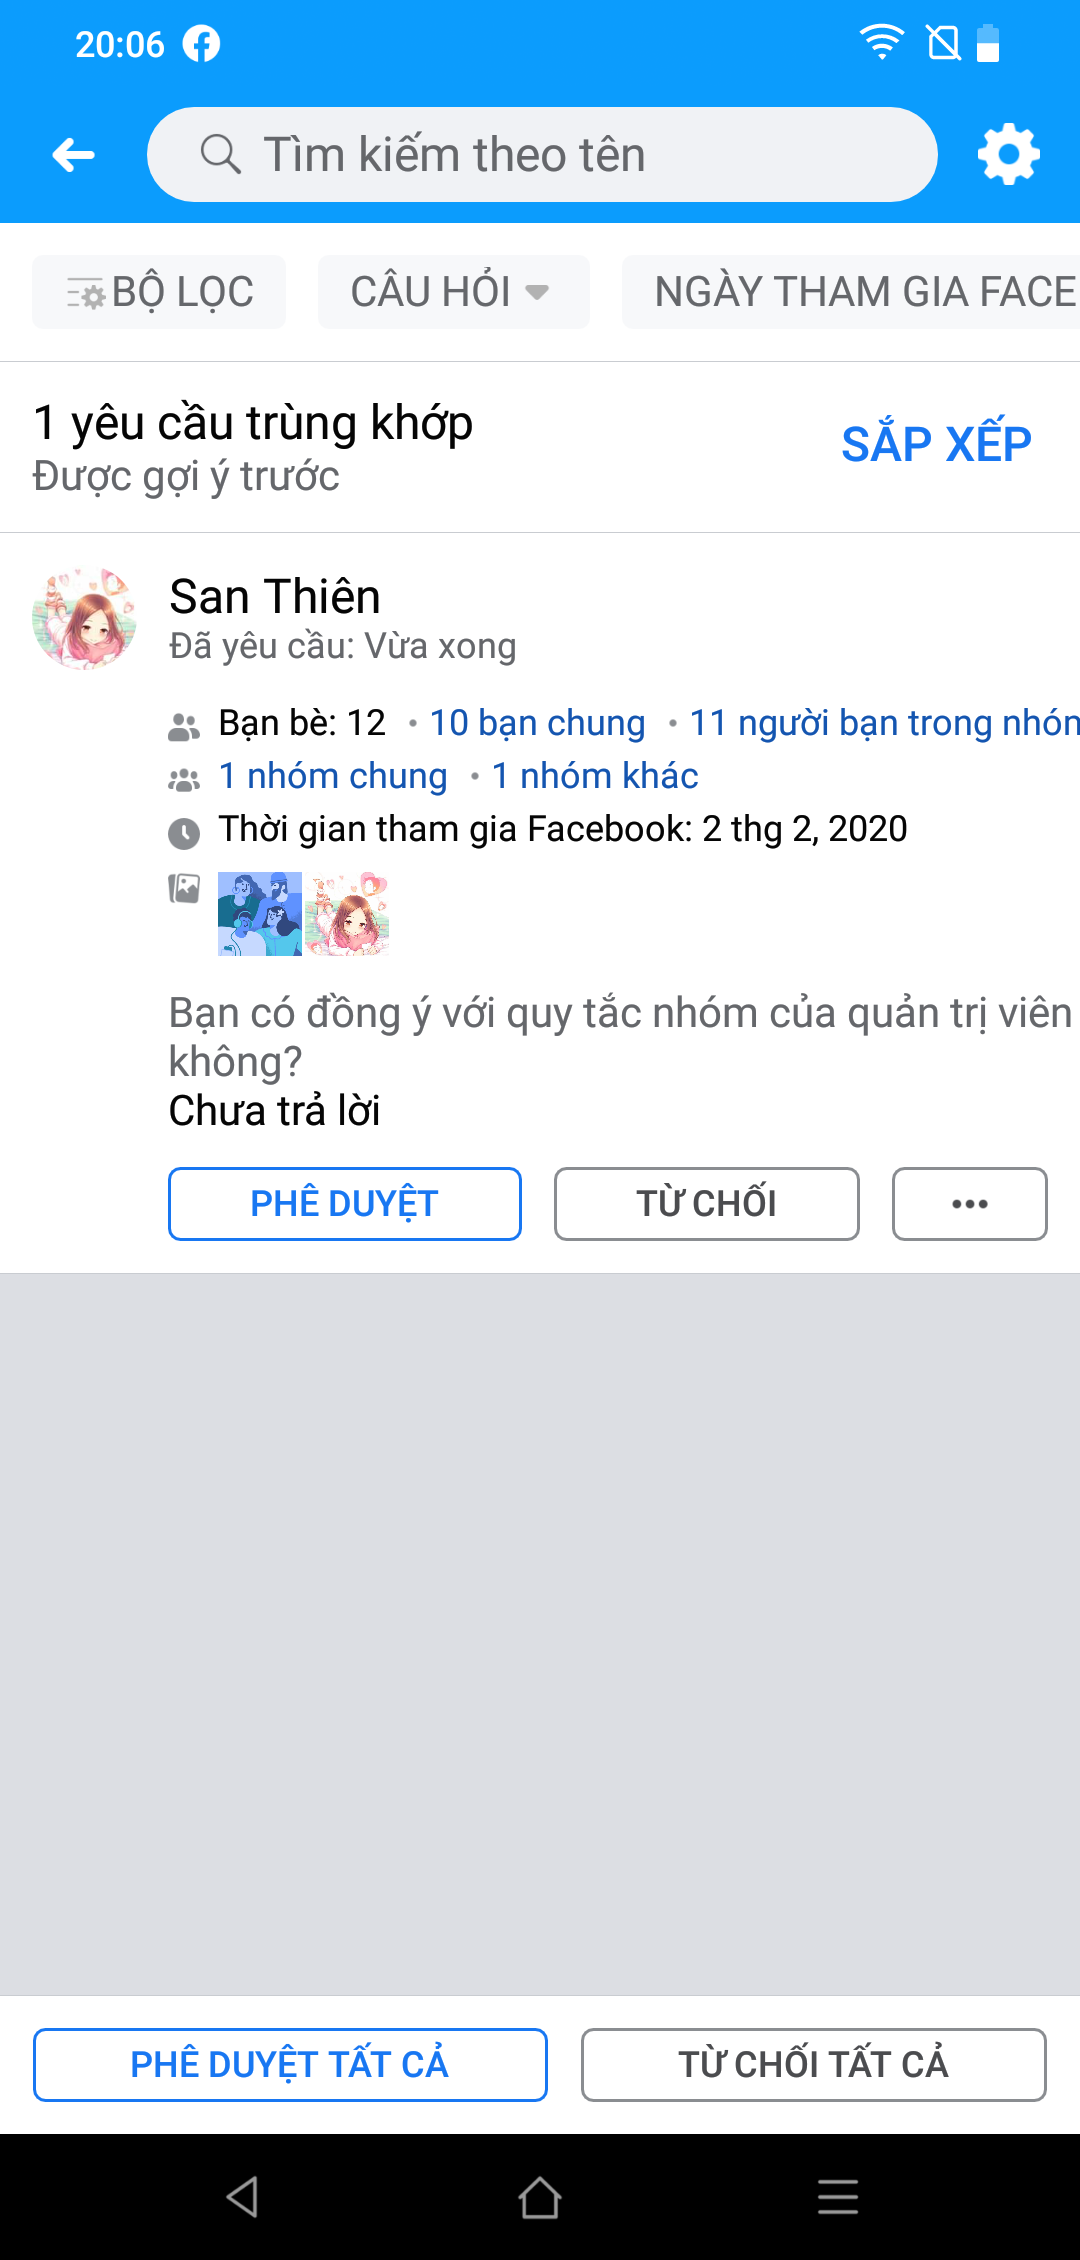 20:06
Tìm kiếm theo tên
BỘ LỌC
CÂU HỎI
NGÀY THAM GIA FACE
1 yêu cầu trùng khớp
Được gợi ý trước
SẮP XẾP
San Thiên
Đã yêu cầu: Vừa xong
Bạn bè: 12 · 10 bạn chung · 11 người bạn trong nhóm
1 nhóm chung · 1 nhóm khác
Thời gian tham gia Facebook: 2 thg 2, 2020
Bạn có đồng ý với quy tắc nhóm của quản trị viên
không?
Chưa trả lời
PHÊ DUYỆT
TỪ CHỐI
PHÊ DUYỆT TẤT CẢ
TỪ CHỐI TẤT CẢ